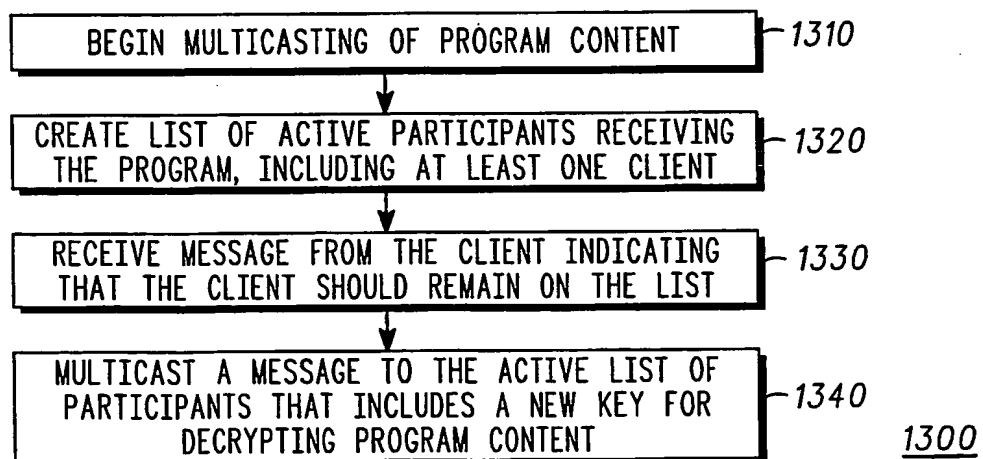 BEGIN MULTICASTING OF PROGRAM CONTENT
1310
CREATE LIST OF ACTIVE PARTICIPANTS RECEIVING
THE PROGRAM, INCLUDING AT LEAST ONE CLIENT
1320
RECEIVE MESSAGE FROM THE CLIENT INDICATING
THAT THE CLIENT SHOULD REMAIN ON THE LIST
1330
MULTICAST A MESSAGE TO THE ACTIVE LIST OF
PARTICIPANTS THAT INCLUDES A NEW KEY FOR
DECRYPTING PROGRAM CONTENT
1340
1300